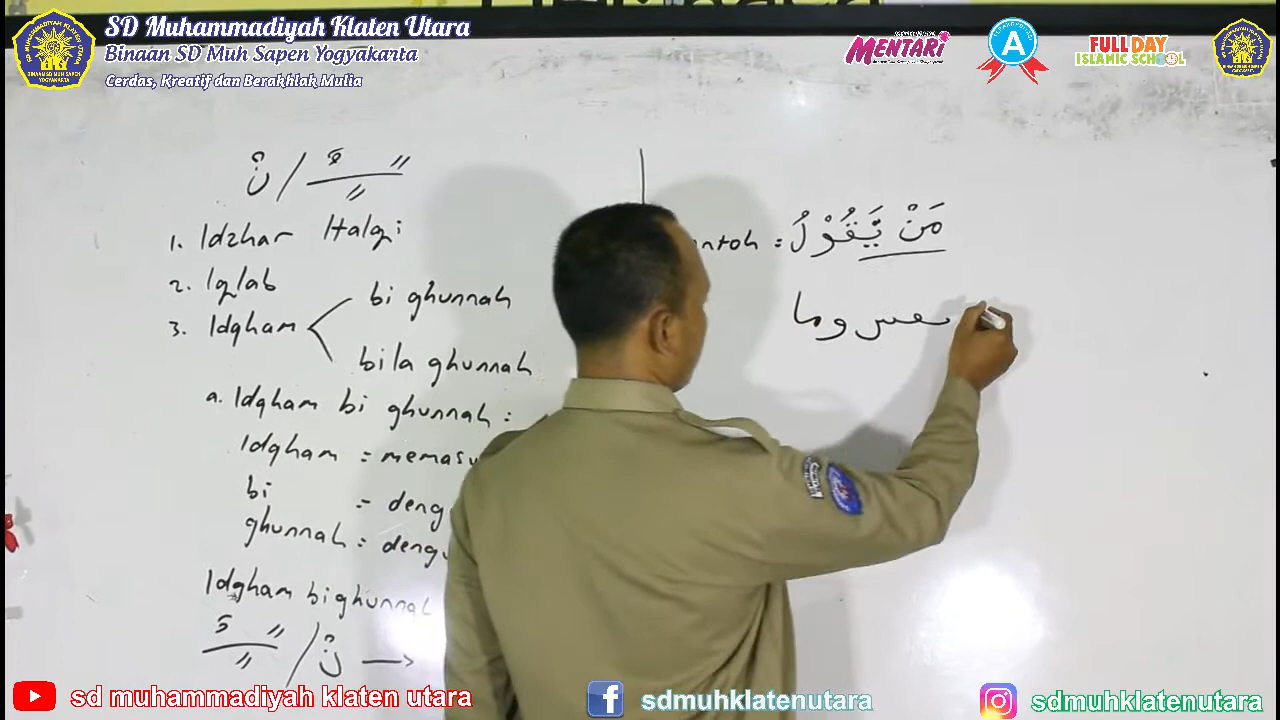 SD Muhammadiyah Klaten Utara
Binaan SD Muh Sapen Yogyakarta
Cerdas, Kreatif dan Berakhlak Mulia
MENTARI
A
FULL DAY
ISLAMIC SCHOOL
نْ /
1. Idzhar Halqi
2. Iqlab
3. Idgham
bi ghunnah
bila ghunnah
a. Idgham bi ghunnah :
Idgham = memasu
bi = deng
ghunnah = dengu
Idgham bighunnah
/ نْ →
ntoh : مَنْ يَّقُوْلُ
وما
sd muhammadiyah klaten utara
sdmuhklatenutara
sdmuhklatenutara